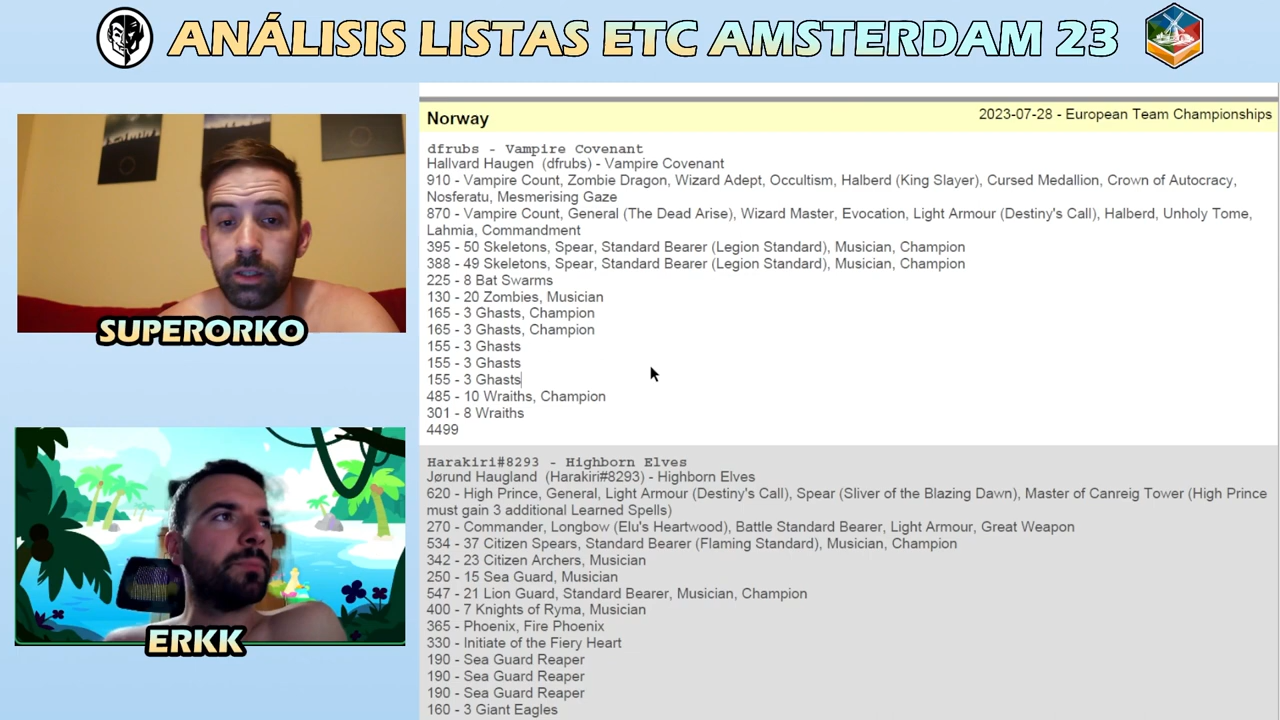 ANÁLISIS LISTAS ETC AMSTERDAM 23
Norway
2023-07-28 - European Team Championships
dfrubs - Vampire Covenant
Hallvard Haugen (dfrubs) - Vampire Covenant
910 - Vampire Count, Zombie Dragon, Wizard Adept, Occultism, Halberd (King Slayer), Cursed Medallion, Crown of Autocracy,
Nosferatu, Mesmerising Gaze
870 - Vampire Count, General (The Dead Arise), Wizard Master, Evocation, Light Armour (Destiny's Call), Halberd, Unholy Tome,
Lahmia, Commandment
395 - 50 Skeletons, Spear, Standard Bearer (Legion Standard), Musician, Champion
388 - 49 Skeletons, Spear, Standard Bearer (Legion Standard), Musician, Champion
225 - 8 Bat Swarms
130 - 20 Zombies, Musician
165 - 3 Ghasts, Champion
165 - 3 Ghasts, Champion
155 - 3 Ghasts
155 - 3 Ghasts
155 - 3 Ghasts
485 - 10 Wraiths, Champion
301 - 8 Wraiths
4499
Harakiri#8293 - Highborn Elves
Jørund Haugland (Harakiri#8293) - Highborn Elves
620 - High Prince, General, Light Armour (Destiny's Call), Spear (Sliver of the Blazing Dawn), Master of Canreig Tower (High Prince
must gain 3 additional Learned Spells)
270 - Commander, Longbow (Elu's Heartwood), Battle Standard Bearer, Light Armour, Great Weapon
534 - 37 Citizen Spears, Standard Bearer (Flaming Standard), Musician, Champion
342 - 23 Citizen Archers, Musician
250 - 15 Sea Guard, Musician
547 - 21 Lion Guard, Standard Bearer, Musician, Champion
400 - 7 Knights of Ryma, Musician
365 - Phoenix, Fire Phoenix
330 - Initiate of the Fiery Heart
190 - Sea Guard Reaper
190 - Sea Guard Reaper
190 - Sea Guard Reaper
160 - 3 Giant Eagles
SUPERORKO
ERKK